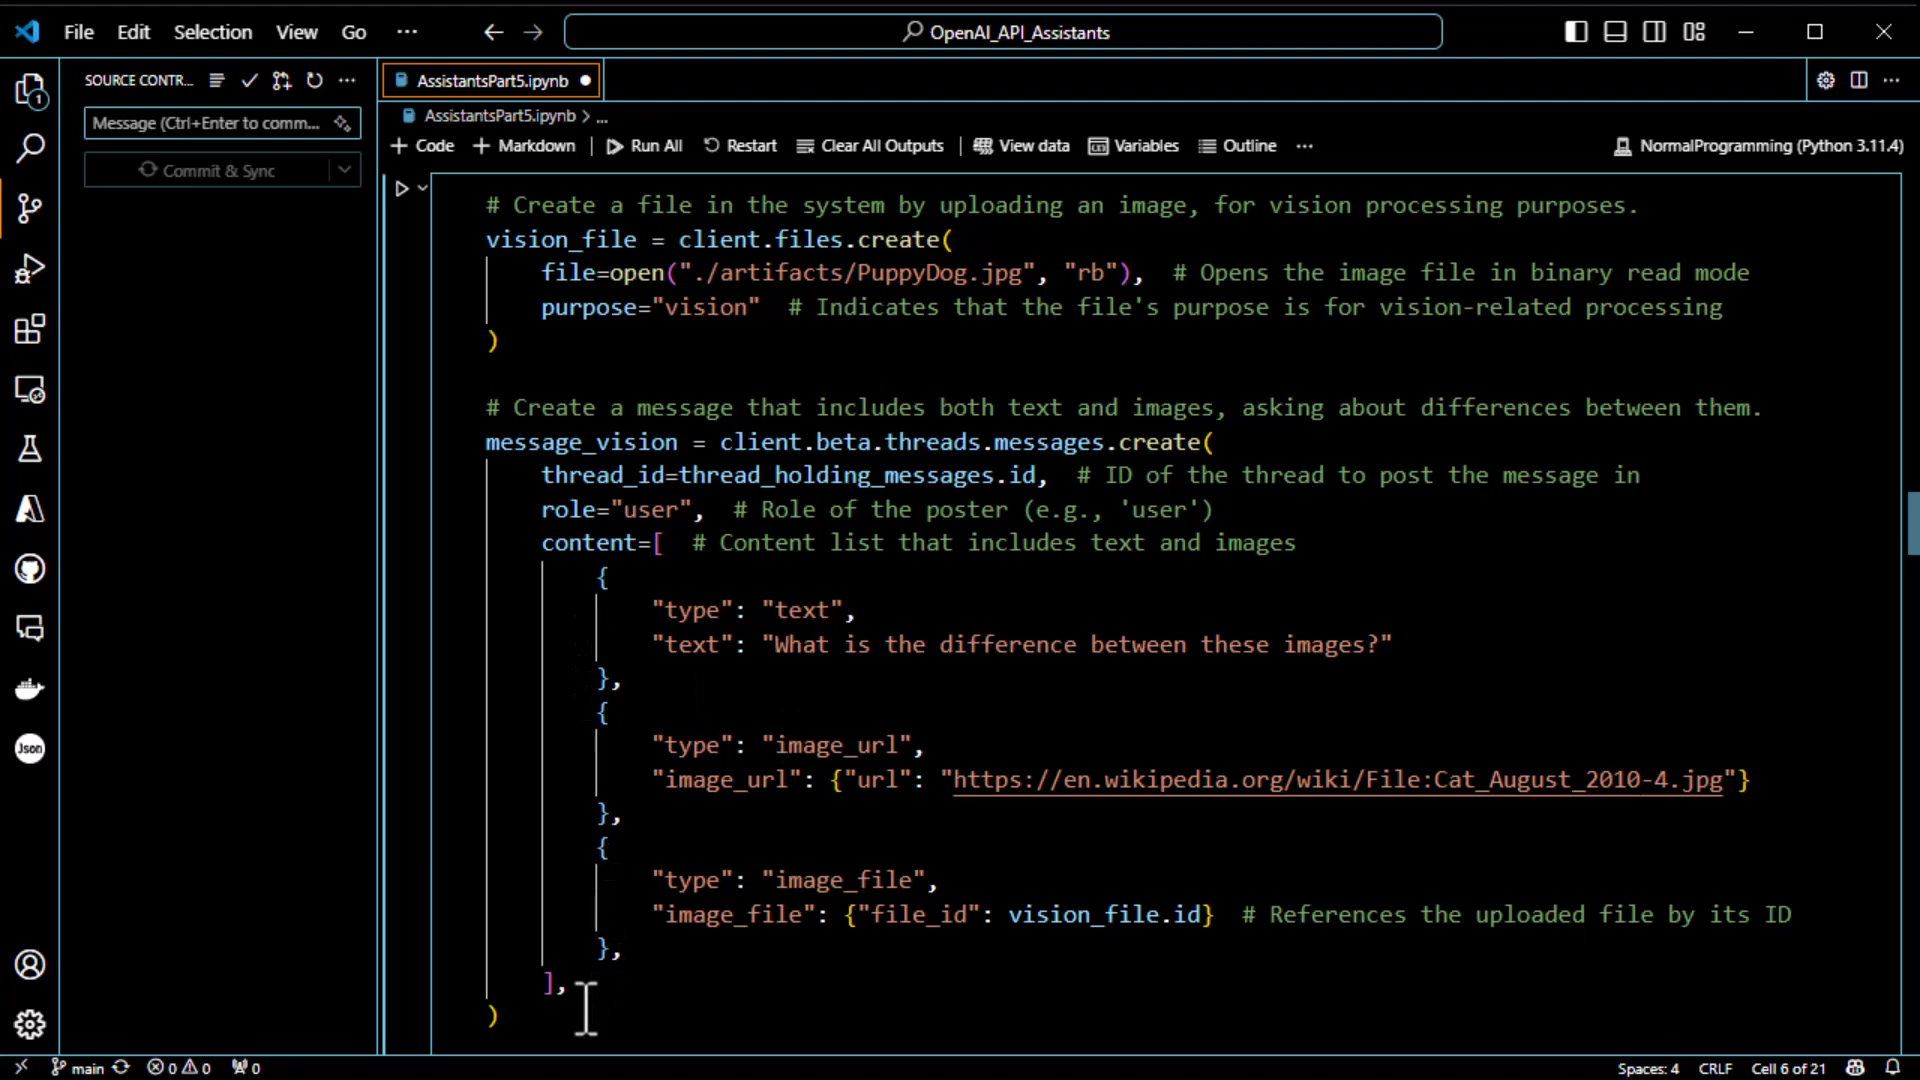 File Edit Selection View Go ···
OpenAI_API_Assistants
SOURCE CONTR...
AssistantsPart5.ipynb
1
Message (Ctrl+Enter to comm...
AssistantsPart5.ipynb > ...
+ Code + Markdown | Run All Restart Clear All Outputs | View data Variables Outline ···
NormalProgramming (Python 3.11.4)
Commit & Sync
# Create a file in the system by uploading an image, for vision processing purposes.
vision_file = client.files.create(
file=open("./artifacts/PuppyDog.jpg", "rb"),  # Opens the image file in binary read mode
purpose="vision"  # Indicates that the file's purpose is for vision-related processing
)
# Create a message that includes both text and images, asking about differences between them.
message_vision = client.beta.threads.messages.create(
thread_id=thread_holding_messages.id,  # ID of the thread to post the message in
role="user",  # Role of the poster (e.g., 'user')
content=[  # Content list that includes text and images
{
"type": "text",
"text": "What is the difference between these images?"
},
{
"type": "image_url",
"image_url": {"url": "https://en.wikipedia.org/wiki/File:Cat_August_2010-4.jpg"}
},
{
"type": "image_file",
"image_file": {"file_id": vision_file.id}  # References the uploaded file by its ID
},
],
)
Json
main 0 0 0
Spaces: 4 CRLF Cell 6 of 21